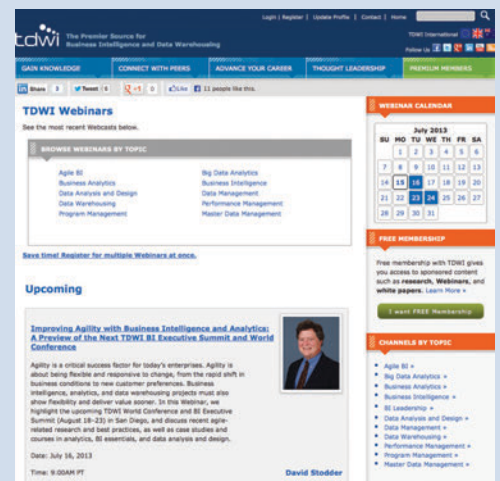 Login | Register | Update Profile | Contact | Home
tdwi The Premier Source for
Business Intelligence and Data Warehousing
TDWI International
Follow Us
GAIN KNOWLEDGE CONNECT WITH PEERS ADVANCE YOUR CAREER THOUGHT LEADERSHIP PREMIUM MEMBERS
Share 3 Tweet 6 +1 0 Like 11 people like this.
TDWI Webinars
See the most recent Webcasts below.
BROWSE WEBINARS BY TOPIC
Agile BI
Business Analytics
Data Analysis and Design
Data Warehousing
Program Management
Big Data Analytics
Business Intelligence
Data Management
Performance Management
Master Data Management
Save time! Register for multiple Webinars at once.
Upcoming
Improving Agility with Business Intelligence and Analytics:
A Preview of the Next TDWI BI Executive Summit and World
Conference
Agility is a critical success factor for today's enterprises. Agility is
about being flexible and responsive to change, from the rapid shift in
business conditions to new customer preferences. Business
intelligence, analytics, and data warehousing projects must also
show flexibility and deliver value sooner. In this Webinar, we
highlight the upcoming TDWI World Conference and BI Executive
Summit (August 18–23) in San Diego, and discuss recent agile-
related research and best practices, as well as case studies and
courses in analytics, BI essentials, and data analysis and design.
Date: July 16, 2013
Time: 9:00AM PT
David Stodder
WEBINAR CALENDAR
July 2013
SU MO TU WE TH FR SA
1 2 3 4 5 6
7 8 9 10 11 12 13
14 15 16 17 18 19 20
21 22 23 24 25 26 27
28 29 30 31
FREE MEMBERSHIP
Free membership with TDWI gives
you access to sponsored content
such as research, Webinars, and
white papers. Learn More »
I want FREE Membership
CHANNELS BY TOPIC
Agile BI »
Big Data Analytics »
Business Analytics »
Business Intelligence »
BI Leadership »
Data Analysis and Design »
Data Management »
Data Warehousing »
Performance Management »
Program Management »
Master Data Management »